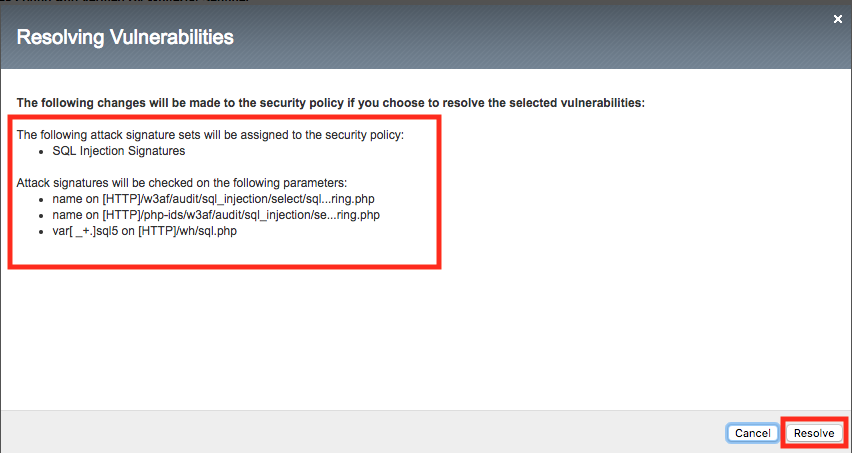 Resolving Vulnerabilities
The following changes will be made to the security policy if you choose to resolve the selected vulnerabilities:
The following attack signature sets will be assigned to the security policy:
• SQL Injection Signatures
Attack signatures will be checked on the following parameters:
• name on [HTTP]/w3af/audit/sql_injection/select/sql...ring.php
• name on [HTTP]/php-ids/w3af/audit/sql_injection/se...ring.php
• var[ _+.]sql5 on [HTTP]/wh/sql.php
Cancel Resolve